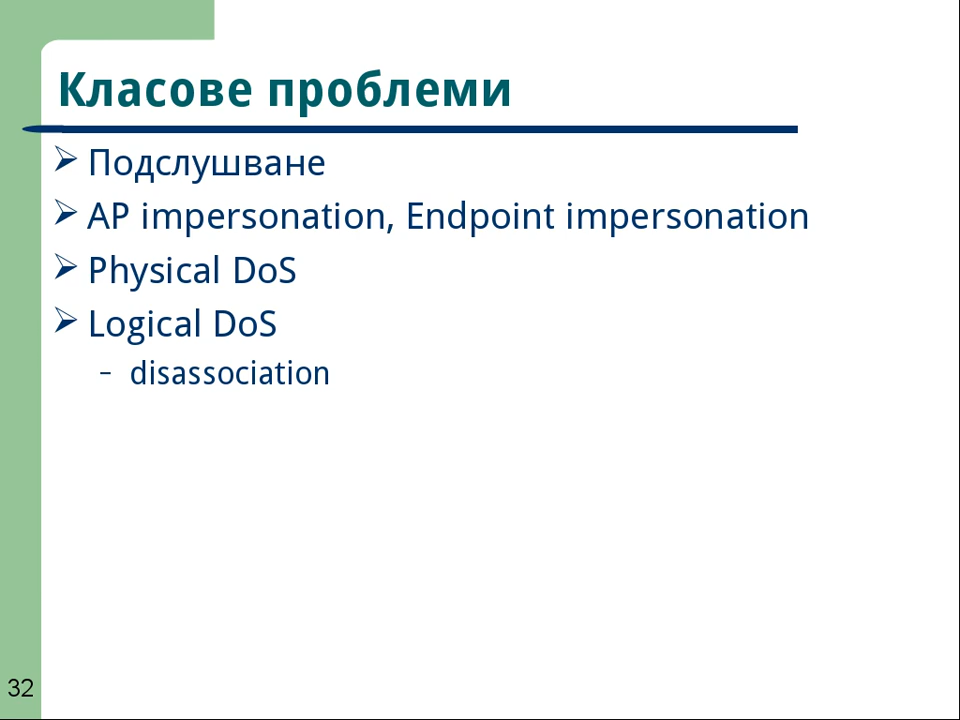 Класове проблеми
Подслушване
AP impersonation, Endpoint impersonation
Physical DoS
Logical DoS
– disassociation
32